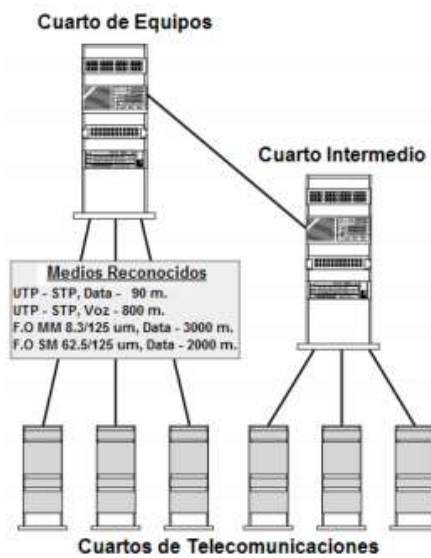 Cuarto de Equipos
Cuarto Intermedio
Medios Reconocidos
UTP - STP, Data - 90 m.
UTP - STP, Voz - 800 m.
F.O MM 8.3/125 um, Data - 3000 m.
F.O SM 62.5/125 um, Data - 2000 m.
Cuartos de Telecomunicaciones